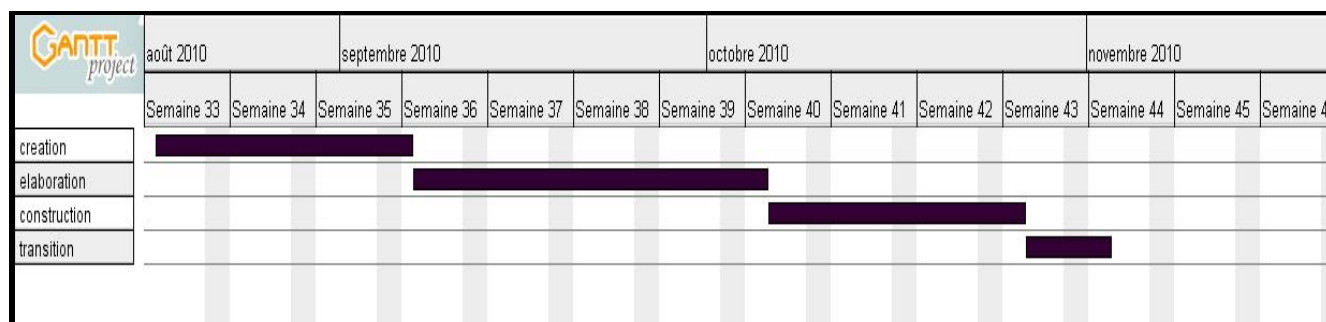 GANTT
project
août 2010 septembre 2010 octobre 2010 novembre 2010
Semaine 33 Semaine 34 Semaine 35 Semaine 36 Semaine 37 Semaine 38 Semaine 39 Semaine 40 Semaine 41 Semaine 42 Semaine 43 Semaine 44 Semaine 45 Semaine 4
creation
elaboration
construction
transition